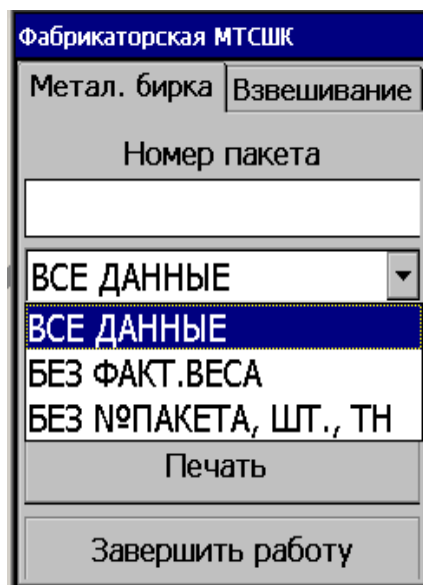 Фабрикаторская МТСШК
Метал. бирка
Взвешивание
Номер пакета
ВСЕ ДАННЫЕ
ВСЕ ДАННЫЕ
БЕЗ ФАКТ.ВЕСА
БЕЗ №ПАКЕТА, ШТ., ТН
Печать
Завершить работу